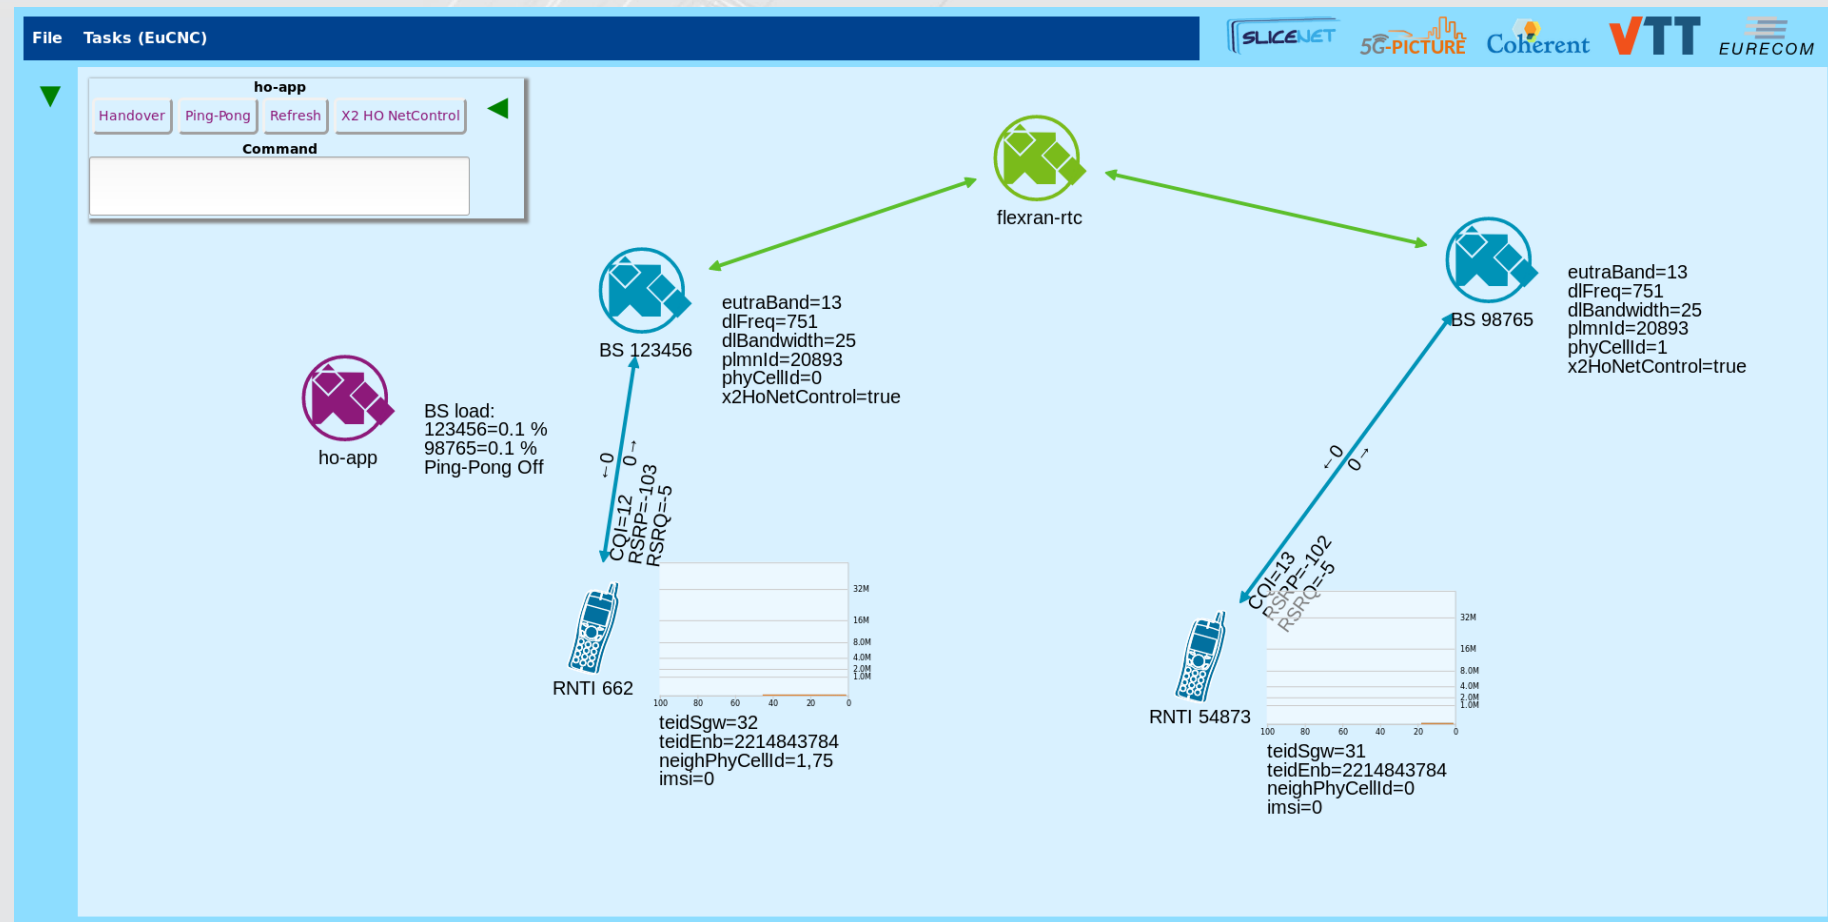 File Tasks (EuCNC)
SLICENET
5G-PICTURE
Coherent
VTT
EURECOM
ho-app
Handover Ping-Pong Refresh X2 HO NetControl
Command
flexran-rtc
BS 123456
eutraBand=13
dlFreq=751
dlBandwidth=25
plmnId=20893
phyCellId=0
x2HoNetControl=true
BS 98765
eutraBand=13
dlFreq=751
dlBandwidth=25
plmnId=20893
phyCellId=1
x2HoNetControl=true
ho-app
BS load:
123456=0.1 %
98765=0.1 %
Ping-Pong Off
←0
0→
CQI=12
RSRP=-103
RSRQ=-5
←0
0→
CQI=13
RSRP=-102
RSRQ=-5
RNTI 662
32M
16M
8.0M
4.0M
2.0M
1.0M
100 80 60 40 20 0
teidSgw=32
teidEnb=2214843784
neighPhyCellId=1,75
imsi=0
RNTI 54873
32M
16M
8.0M
4.0M
2.0M
1.0M
100 80 60 40 20 0
teidSgw=31
teidEnb=2214843784
neighPhyCellId=0
imsi=0